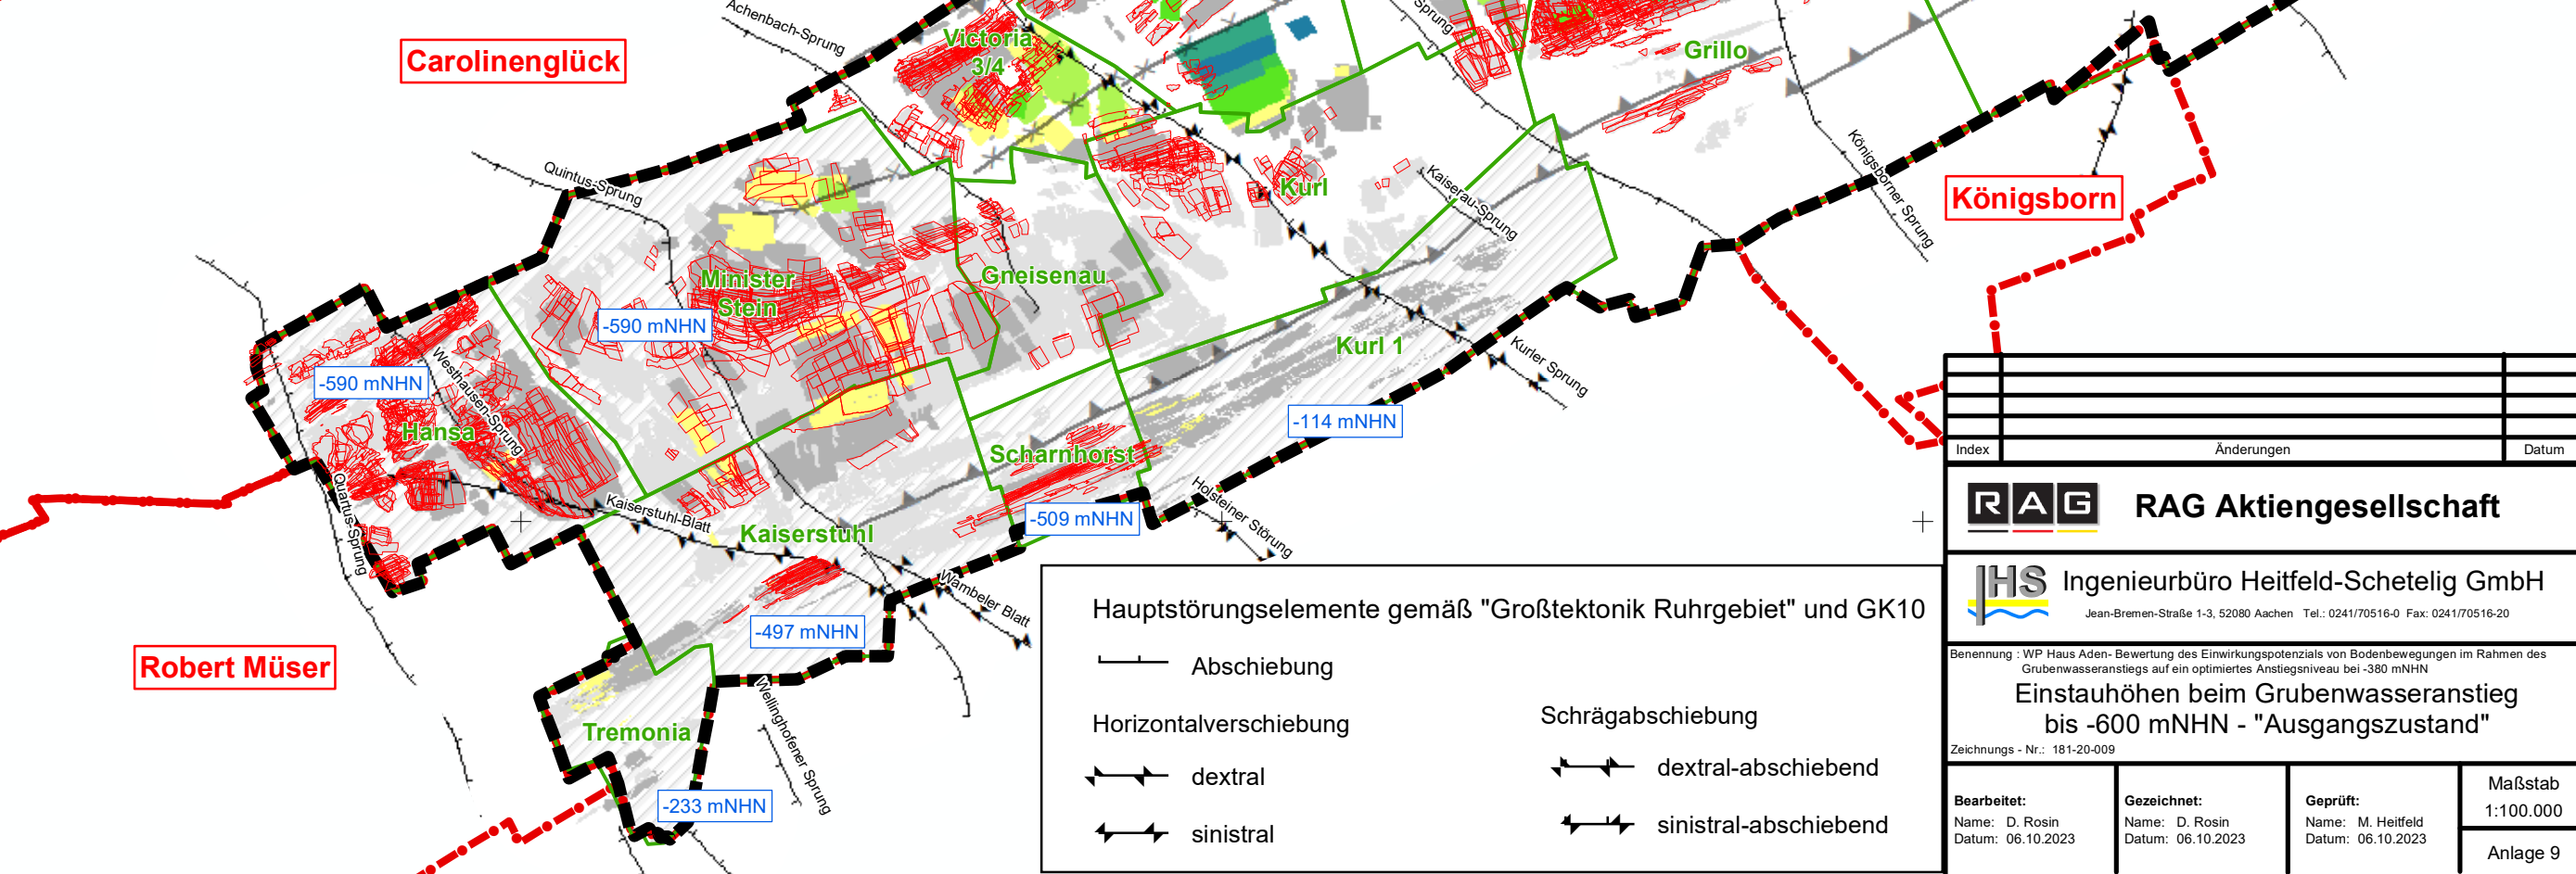 Achenbach-Sprung
Sprung
Victoria
3/4
Grillo
Carolinenglück
Quintus-Sprung
Königsborner Sprung
Königsborn
Kurl
Kaiserau-Sprung
Minister
Stein
Gneisenau
-590 mNHN
Kurl 1
Kurler Sprung
-590 mNHN
Westhausen-Sprung
Hansa
-114 mNHN
Scharnhorst
Quartus-Sprung
Kaiserstuhl-Blatt
Kaiserstuhl
-509 mNHN
Holsteiner Störung
Wambeler Blatt
-497 mNHN
Robert Müser
Wellinghofener Sprung
Tremonia
-233 mNHN
Hauptstörungselemente gemäß "Großtektonik Ruhrgebiet" und GK10
Abschiebung
Horizontalverschiebung
dextral
sinistral
Schrägabschiebung
dextral-abschiebend
sinistral-abschiebend
Index Änderungen Datum
RAG RAG Aktiengesellschaft
IHS Ingenieurbüro Heitfeld-Schetelig GmbH
Jean-Bremen-Straße 1-3, 52080 Aachen Tel.: 0241/70516-0 Fax: 0241/70516-20
Benennung : WP Haus Aden- Bewertung des Einwirkungspotenzials von Bodenbewegungen im Rahmen des
Grubenwasseranstiegs auf ein optimiertes Anstiegsniveau bei -380 mNHN
Einstauhöhen beim Grubenwasseranstieg
bis -600 mNHN - "Ausgangszustand"
Zeichnungs - Nr.: 181-20-009
Bearbeitet:
Name: D. Rosin
Datum: 06.10.2023
Gezeichnet:
Name: D. Rosin
Datum: 06.10.2023
Geprüft:
Name: M. Heitfeld
Datum: 06.10.2023
Maßstab
1:100.000
Anlage 9